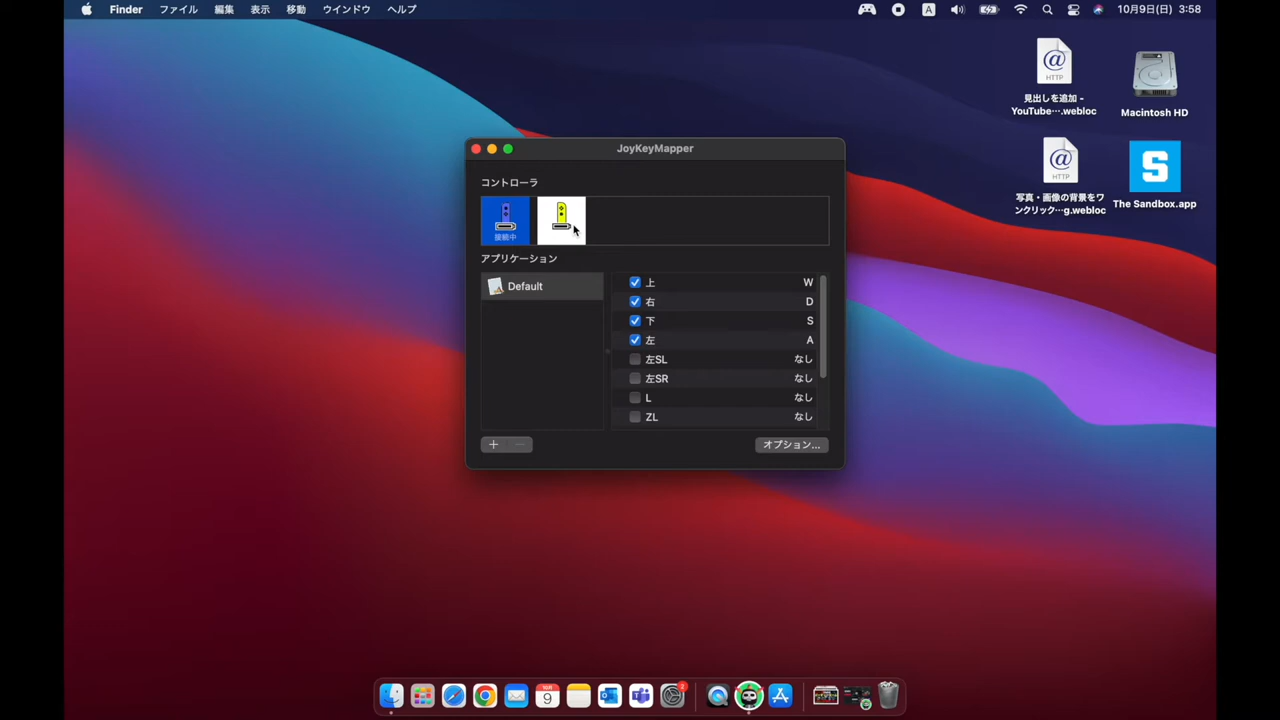 Finder ファイル 編集 表示 移動 ウインドウ ヘルプ
A 10月9日(日) 3:58
HTTP
見出しを追加 -
YouTube….webloc
Macintosh HD
HTTP
写真・画像の背景をワ
ンクリック…g.webloc
S
The Sandbox.app
JoyKeyMapper
コントローラ
接続中
アプリケーション
Default
上 W
右 D
下 S
左 A
左SL なし
左SR なし
L なし
ZL なし
+ −
オプション...
9
2